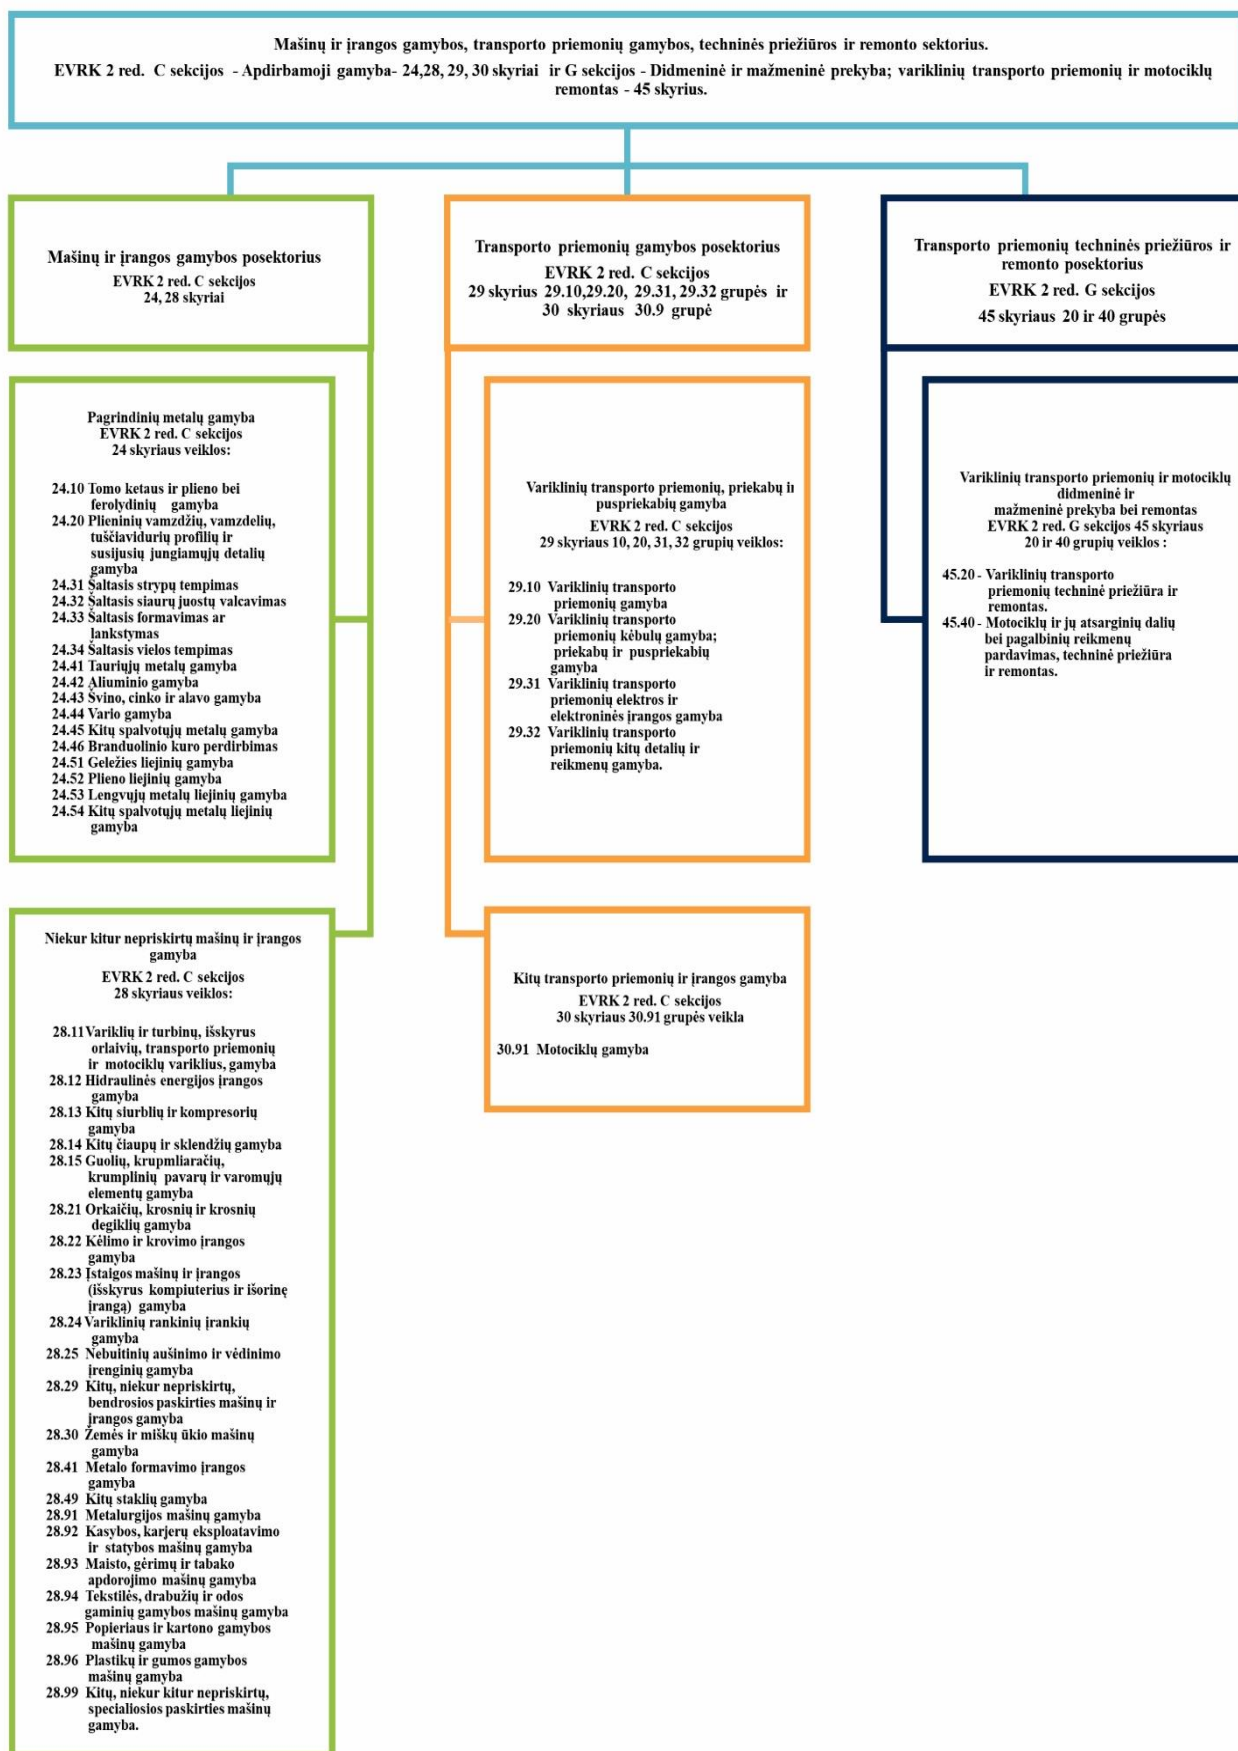 Mašinų ir įrangos gamybos, transporto priemonių gamybos, techninės priežiūros ir remonto sektorius.
EVRK 2 red. C sekcijos - Apdirbamoji gamyba- 24,28, 29, 30 skyriai ir G sekcijos - Didmeninė ir mažmeninė prekyba; variklinių transporto priemonių ir motociklų
remontas - 45 skyrius.
Mašinų ir įrangos gamybos posektorius
EVRK 2 red. C sekcijos
24, 28 skyriai
Transporto priemonių gamybos posektorius
EVRK 2 red. C sekcijos
29 skyrius 29.10,29.20, 29.31, 29.32 grupės ir
30 skyriaus 30.9 grupė
Transporto priemonių techninės priežiūros ir
remonto posektorius
EVRK 2 red. G sekcijos
45 skyriaus 20 ir 40 grupės
Pagrindinių metalų gamyba
EVRK 2 red. C sekcijos
24 skyriaus veiklos:
24.10 Tomo ketaus ir plieno bei
ferolydinių gamyba
24.20 Plieninių vamzdžių, vamzdelių,
tuščiavidurių profilių ir
susijusių jungiamųjų detalių
gamyba
24.31 Šaltasis strypų tempimas
24.32 Šaltasis siaurų juostų valcavimas
24.33 Šaltasis formavimas ar
lankstymas
24.34 Šaltasis vielos tempimas
24.41 Tauriųjų metalų gamyba
24.42 Aliuminio gamyba
24.43 Švino, cinko ir alavo gamyba
24.44 Vario gamyba
24.45 Kitų spalvotųjų metalų gamyba
24.46 Branduolinio kuro perdirbimas
24.51 Geležies liejinių gamyba
24.52 Plieno liejinių gamyba
24.53 Lengvųjų metalų liejinių gamyba
24.54 Kitų spalvotųjų metalų liejinių
gamyba
Variklinių transporto priemonių, priekabų ir
puspriekabių gamyba
EVRK 2 red. C sekcijos
29 skyriaus 10, 20, 31, 32 grupių veiklos:
29.10 Variklinių transporto
priemonių gamyba
29.20 Variklinių transporto
priemonių kėbulų gamyba;
priekabų ir puspriekabių
gamyba
29.31 Variklinių transporto
priemonių elektros ir
elektroninės įrangos gamyba
29.32 Variklinių transporto
priemonių kitų detalių ir
reikmenų gamyba.
Variklinių transporto priemonių ir motociklų
didmeninė ir
mažmeninė prekyba bei remontas
EVRK 2 red. G sekcijos 45 skyriaus
20 ir 40 grupių veiklos :
45.20 - Variklinių transporto
priemonių techninė priežiūra ir
remontas.
45.40 - Motociklų ir jų atsarginių dalių
bei pagalbinių reikmenų
pardavimas, techninė priežiūra
ir remontas.
Niekur kitur nepriskirtų mašinų ir įrangos
gamyba
EVRK 2 red. C sekcijos
28 skyriaus veiklos:
28.11 Variklių ir turbinų, išskyrus
orlaivių, transporto priemonių
ir motociklų variklius, gamyba
28.12 Hidraulinės energijos įrangos
gamyba
28.13 Kitų siurblių ir kompresorių
gamyba
28.14 Kitų čiaupų ir sklendžių gamyba
28.15 Guolių, krupmliaračių,
krumplinių pavarų ir varomųjų
elementų gamyba
28.21 Orkaičių, krosnių ir krosnių
degiklių gamyba
28.22 Kėlimo ir krovimo įrangos
gamyba
28.23 Įstaigos mašinų ir įrangos
(išskyrus kompiuterius ir išorinę
įrangą) gamyba
28.24 Variklinių rankinių įrankių
gamyba
28.25 Nebuitinių aušinimo ir vėdinimo
įrenginių gamyba
28.29 Kitų, niekur nepriskirtų,
bendrosios paskirties mašinų ir
įrangos gamyba
28.30 Žemės ir miškų ūkio mašinų
gamyba
28.41 Metalo formavimo įrangos
gamyba
28.49 Kitų staklių gamyba
28.91 Metalurgijos mašinų gamyba
28.92 Kasybos, karjerų eksploatavimo
ir statybos mašinų gamyba
28.93 Maisto, gėrimų ir tabako
apdorojimo mašinų gamyba
28.94 Tekstilės, drabužių ir odos
gaminių gamybos mašinų gamyba
28.95 Popieriaus ir kartono gamybos
mašinų gamyba
28.96 Plastikų ir gumos gamybos
mašinų gamyba
28.99 Kitų, niekur kitur nepriskirtų,
specialiosios paskirties mašinų
gamyba.
Kitų transporto priemonių ir įrangos gamyba
EVRK 2 red. C sekcijos
30 skyriaus 30.91 grupės veikla
30.91 Motociklų gamyba